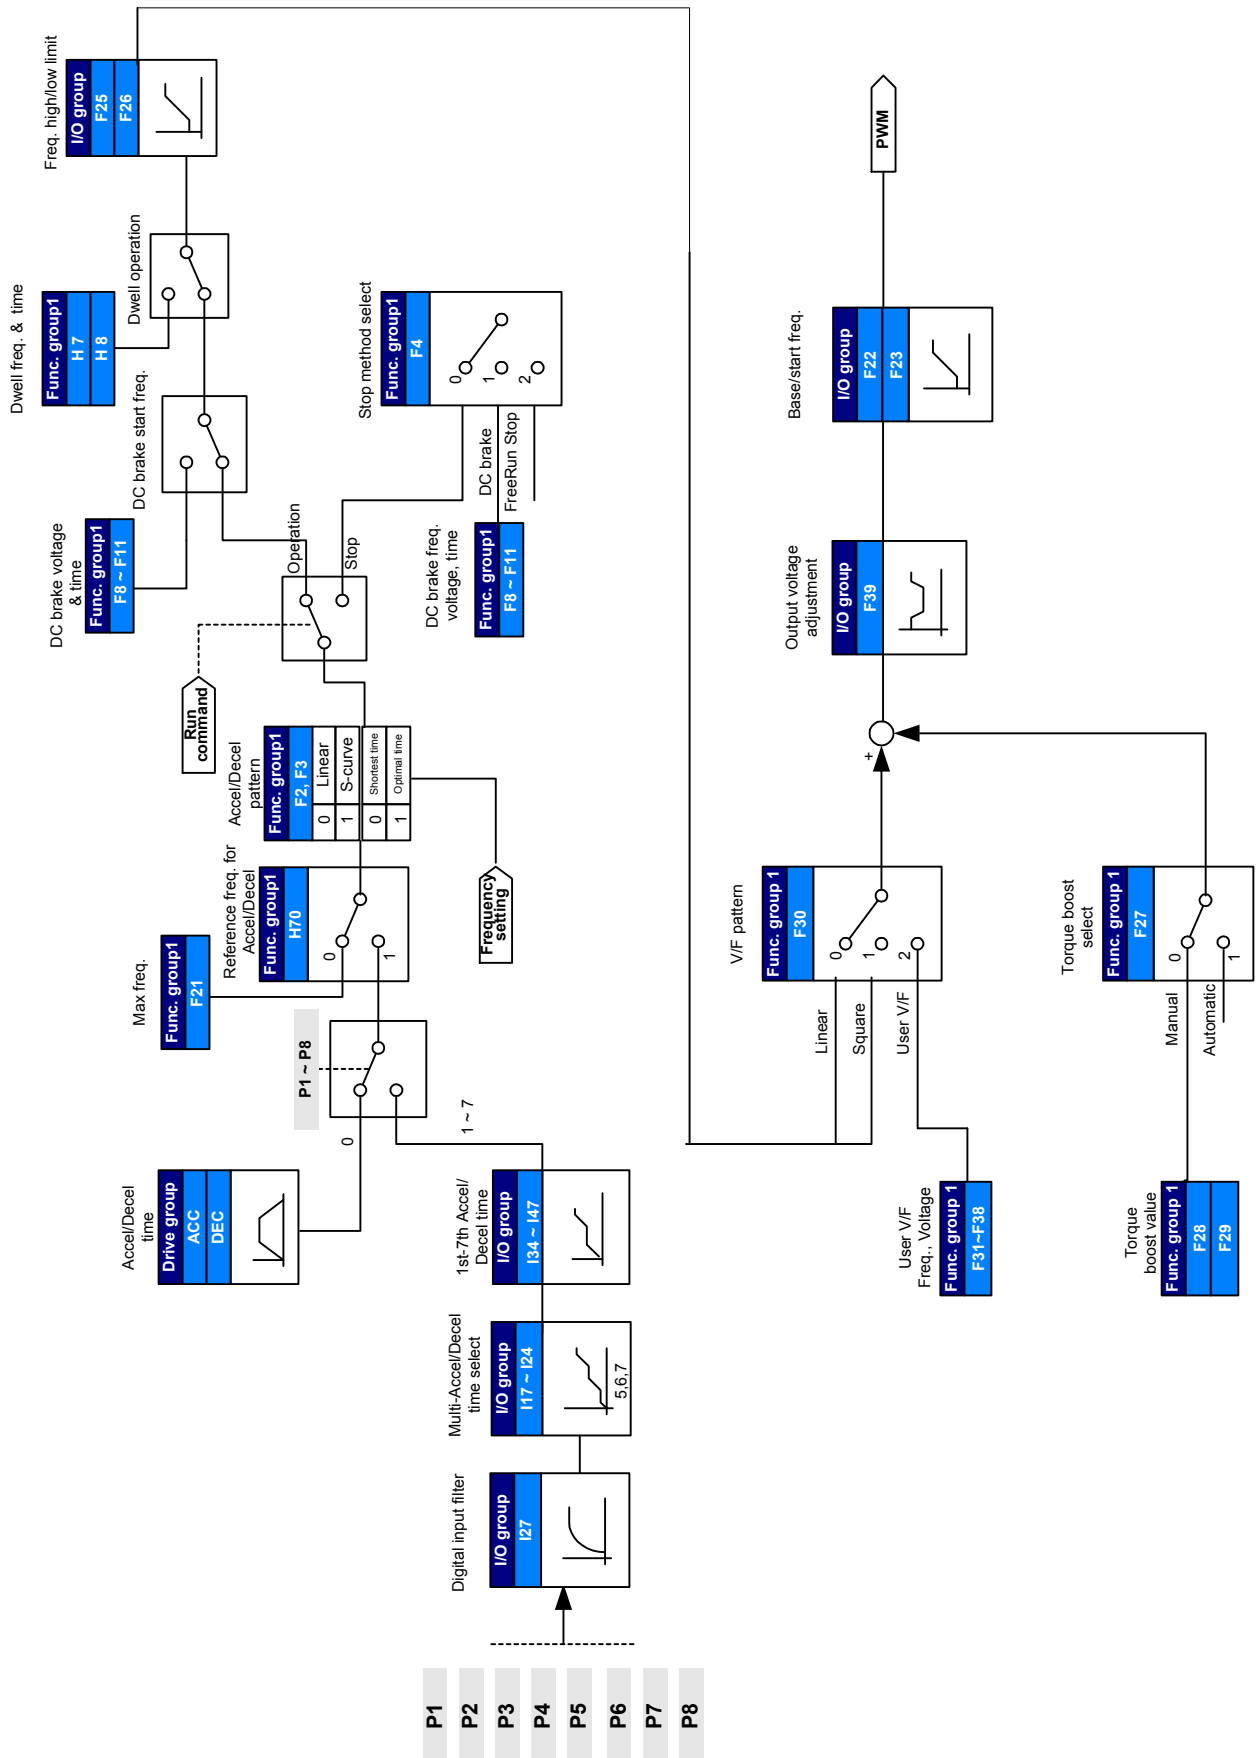 P1
P2
P3
P4
P5
P6
P7
P8
Digital input filter
I/O group
I27
Multi-Accel/Decel
time select
I/O group
I17 ~ I24
5,6,7
1st-7th Accel/
Decel time
I/O group
I34 ~ I47
1 ~ 7
Accel/Decel
time
Drive group
ACC
DEC
0
P1 ~ P8
Max freq.
Func. group1
F21
Reference freq. for
Accel/Decel
Func. group1
H70
0
1
Frequency
setting
Accel/Decel
pattern
Func. group1
F2, F3
0 Linear
1 S-curve
0 Shortest time
1 Optimal time
Run
command
Operation
Stop
DC brake voltage
& time
Func. group1
F8 ~ F11
DC brake start freq.
DC brake freq.
voltage, time
Func. group1
F8 ~ F11
DC brake
FreeRun Stop
Stop method select
Func. group1
F4
0
1
2
Dwell freq. & time
Func. group1
H 7
H 8
Dwell operation
Freq. high/low limit
I/O group
F25
F26
User V/F
Freq., Voltage
Func. group 1
F31~F38
Linear
Square
User V/F
V/F pattern
Func. group 1
F30
0
1
2
Torque
boost value
Func. group 1
F28
F29
Manual
Automatic
Torque boost
select
Func. group 1
F27
0
1
+
Output voltage
adjustment
I/O group
F39
Base/start freq.
I/O group
F22
F23
PWM